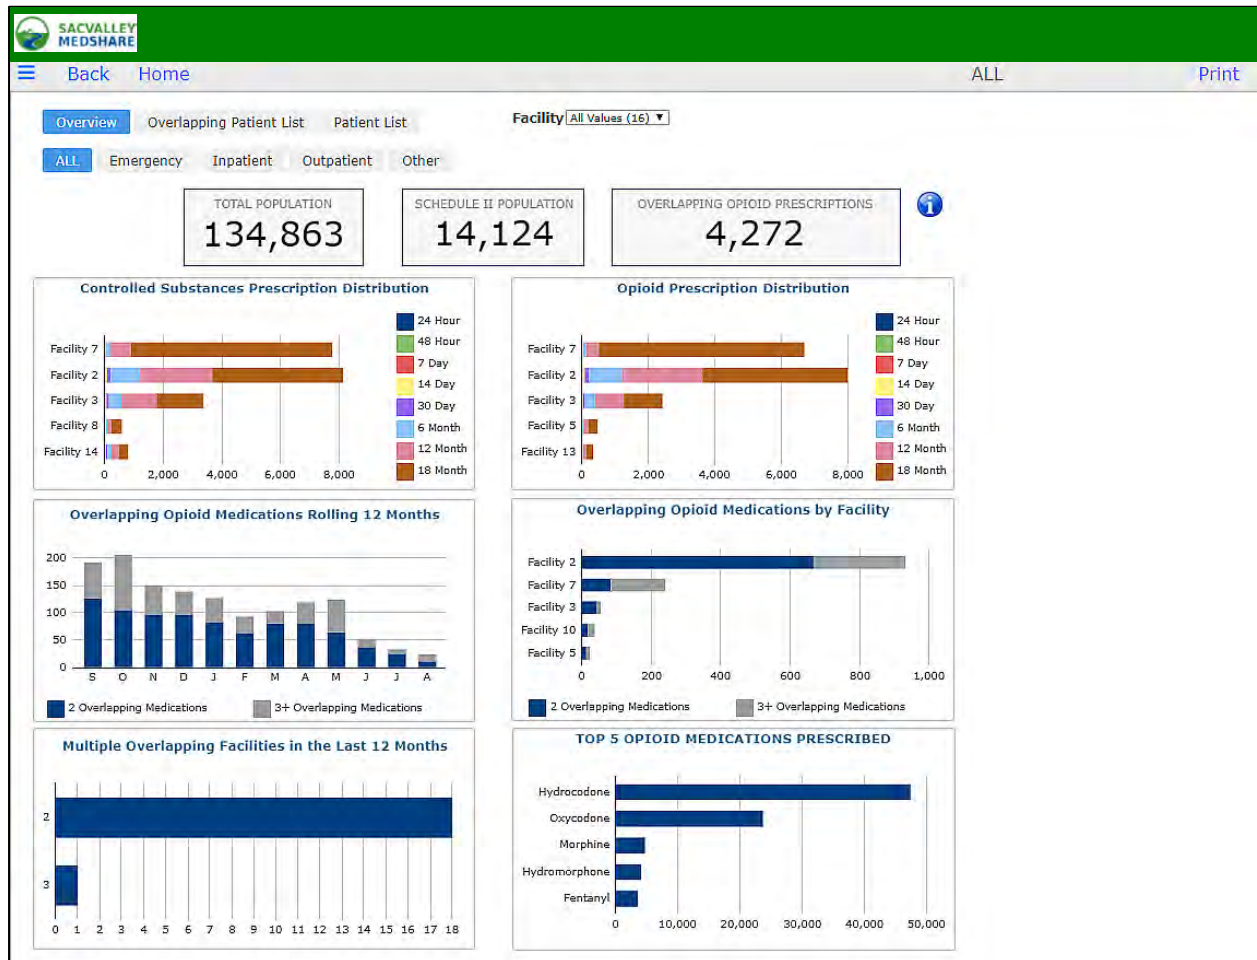 SACVALLEY
MEDSHARE
Back Home ALL Print
Overview Overlapping Patient List Patient List Facility All Values (16)
ALL Emergency Inpatient Outpatient Other
TOTAL POPULATION
134,863
SCHEDULE II POPULATION
14,124
OVERLAPPING OPIOID PRESCRIPTIONS
4,272
Controlled Substances Prescription Distribution
Facility 7
Facility 2
Facility 3
Facility 8
Facility 14
0 2,000 4,000 6,000 8,000
24 Hour
48 Hour
7 Day
14 Day
30 Day
6 Month
12 Month
18 Month
Opioid Prescription Distribution
Facility 7
Facility 2
Facility 3
Facility 5
Facility 13
0 2,000 4,000 6,000 8,000
24 Hour
48 Hour
7 Day
14 Day
30 Day
6 Month
12 Month
18 Month
Overlapping Opioid Medications Rolling 12 Months
200
150
100
50
0
S O N D J F M A M J J A
2 Overlapping Medications 3+ Overlapping Medications
Overlapping Opioid Medications by Facility
Facility 2
Facility 7
Facility 3
Facility 10
Facility 5
0 200 400 600 800 1,000
2 Overlapping Medications 3+ Overlapping Medications
Multiple Overlapping Facilities in the Last 12 Months
2
3
0 1 2 3 4 5 6 7 8 9 10 11 12 13 14 15 16 17 18
TOP 5 OPIOID MEDICATIONS PRESCRIBED
Hydrocodone
Oxycodone
Morphine
Hydromorphone
Fentanyl
0 10,000 20,000 30,000 40,000 50,000